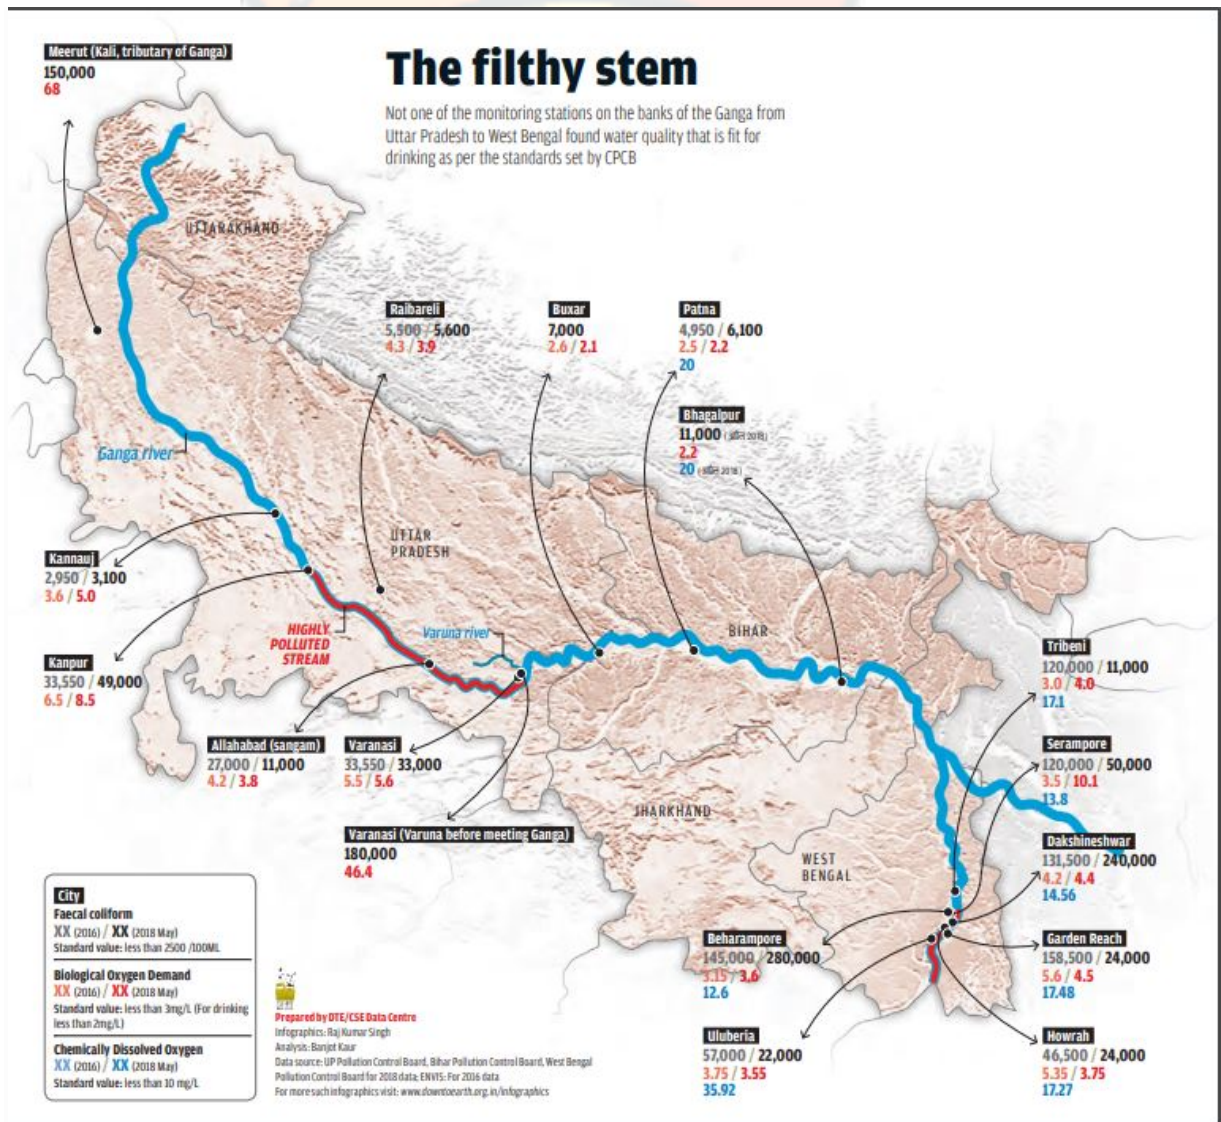 The filthy stem
Not one of the monitoring stations on the banks of the Ganga from
Uttar Pradesh to West Bengal found water quality that is fit for
drinking as per the standards set by CPCB
Meerut (Kali, tributary of Ganga)
150,000
68
UTTARAKHAND
Raibareli
5,500 / 5,600
4.3 / 3.9
Buxar
7,000
2.6 / 2.1
Patna
4,950 / 6,100
2.5 / 2.2
20
Bhagalpur
11,000
2.2
20
Ganga river
UTTAR
PRADESH
Kannauj
2,950 / 3,100
3.6 / 5.0
HIGHLY
POLLUTED
STREAM
Varuna river
BIHAR
Kanpur
33,550 / 49,000
6.5 / 8.5
Tribeni
120,000 / 11,000
3.0 / 4.0
17.1
Allahabad (sangam)
27,000 / 11,000
4.2 / 3.8
Varanasi
33,550 / 33,000
5.5 / 5.6
Serampore
120,000 / 50,000
3.5 / 10.1
13.8
JHARKHAND
Varanasi (Varuna before meeting Ganga)
180,000
46.4
WEST
BENGAL
Dakshineshwar
131,500 / 240,000
4.2 / 4.4
14.56
Beharampore
145,000 / 280,000
3.15 / 3.6
12.6
Garden Reach
158,500 / 24,000
5.6 / 4.5
17.48
Uluberia
57,000 / 22,000
3.75 / 3.55
35.92
Howrah
46,500 / 24,000
5.35 / 3.75
17.27
City
Faecal coliform
XX (2016) / XX (2018 May)
Standard value: less than 2500 /100ML
Biological Oxygen Demand
XX (2016) / XX (2018 May)
Standard value: less than 3mg/L (For drinking
less than 2mg/L)
Chemically Dissolved Oxygen
XX (2016) / XX (2018 May)
Standard value: less than 10 mg/L
Prepared by DTE/CSE Data Centre
Infographics: Raj Kumar Singh
Analysis: Banjot Kaur
Data source: UP Pollution Control Board, Bihar Pollution Control Board, West Bengal
Pollution Control Board for 2018 data; ENVIS: For 2016 data
For more such infographics visit: www.downtoearth.org.in/infographics